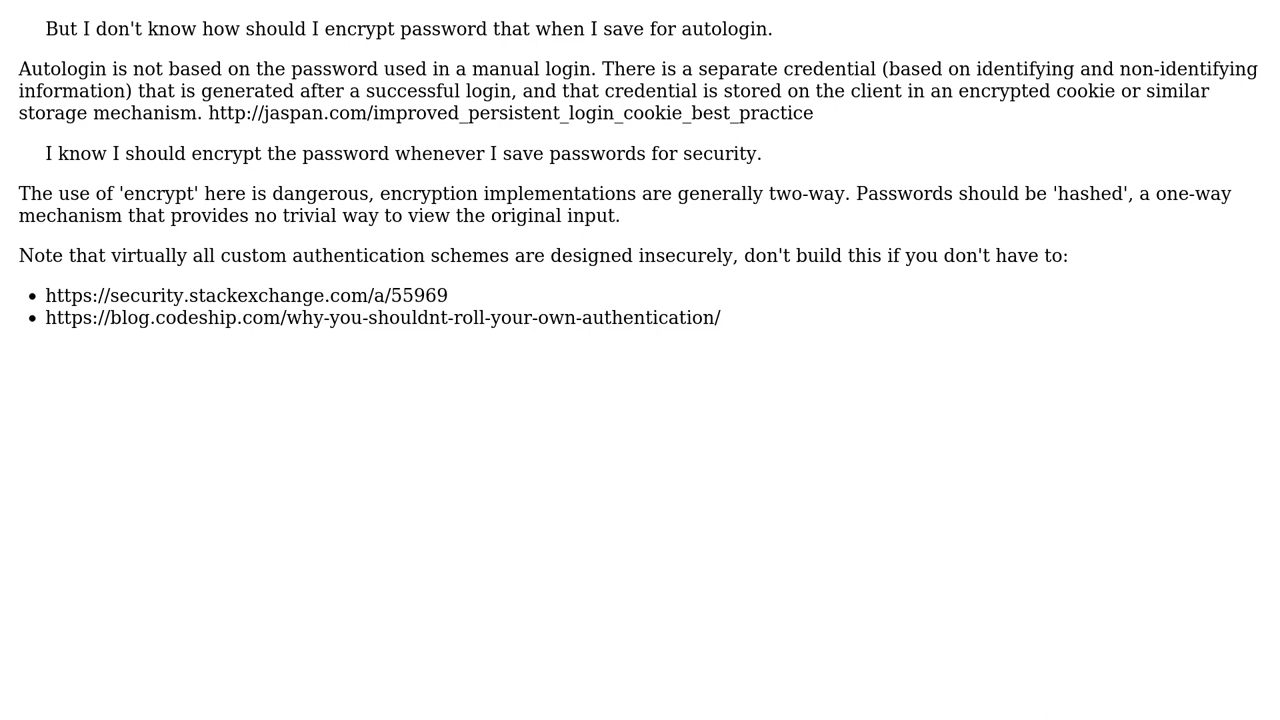 But I don't know how should I encrypt password that when I save for autologin.
Autologin is not based on the password used in a manual login. There is a separate credential (based on identifying and non-identifying
information) that is generated after a successful login, and that credential is stored on the client in an encrypted cookie or similar
storage mechanism. http://jaspan.com/improved_persistent_login_cookie_best_practice
I know I should encrypt the password whenever I save passwords for security.
The use of 'encrypt' here is dangerous, encryption implementations are generally two-way. Passwords should be 'hashed', a one-way
mechanism that provides no trivial way to view the original input.
Note that virtually all custom authentication schemes are designed insecurely, don't build this if you don't have to:
• https://security.stackexchange.com/a/55969
• https://blog.codeship.com/why-you-shouldnt-roll-your-own-authentication/